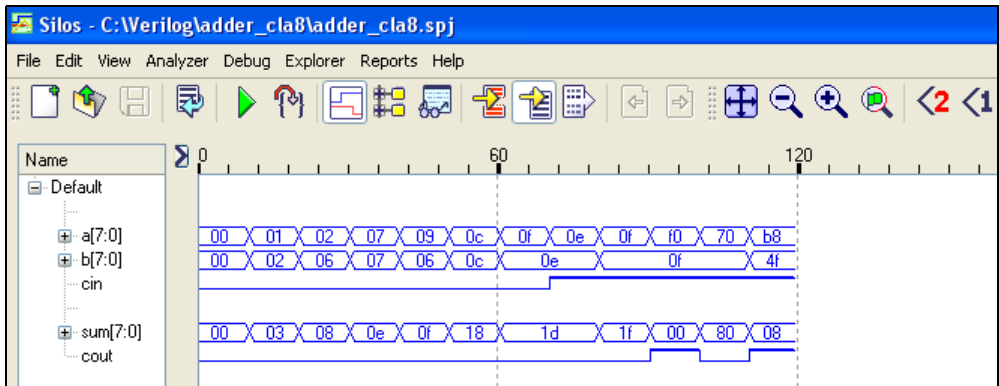 Silos - C:\Verilog\adder_cla8\adder_cla8.spj
File Edit View Analyzer Debug Explorer Reports Help
2 1
Name 0 60 120
Default
a[7:0] 00 01 02 07 09 0c 0f 0e 0f f0 70 b8
b[7:0] 00 02 06 07 06 0c 0e 0f 4f
cin
sum[7:0] 00 03 08 0e 0f 18 1d 1f 00 80 08
cout